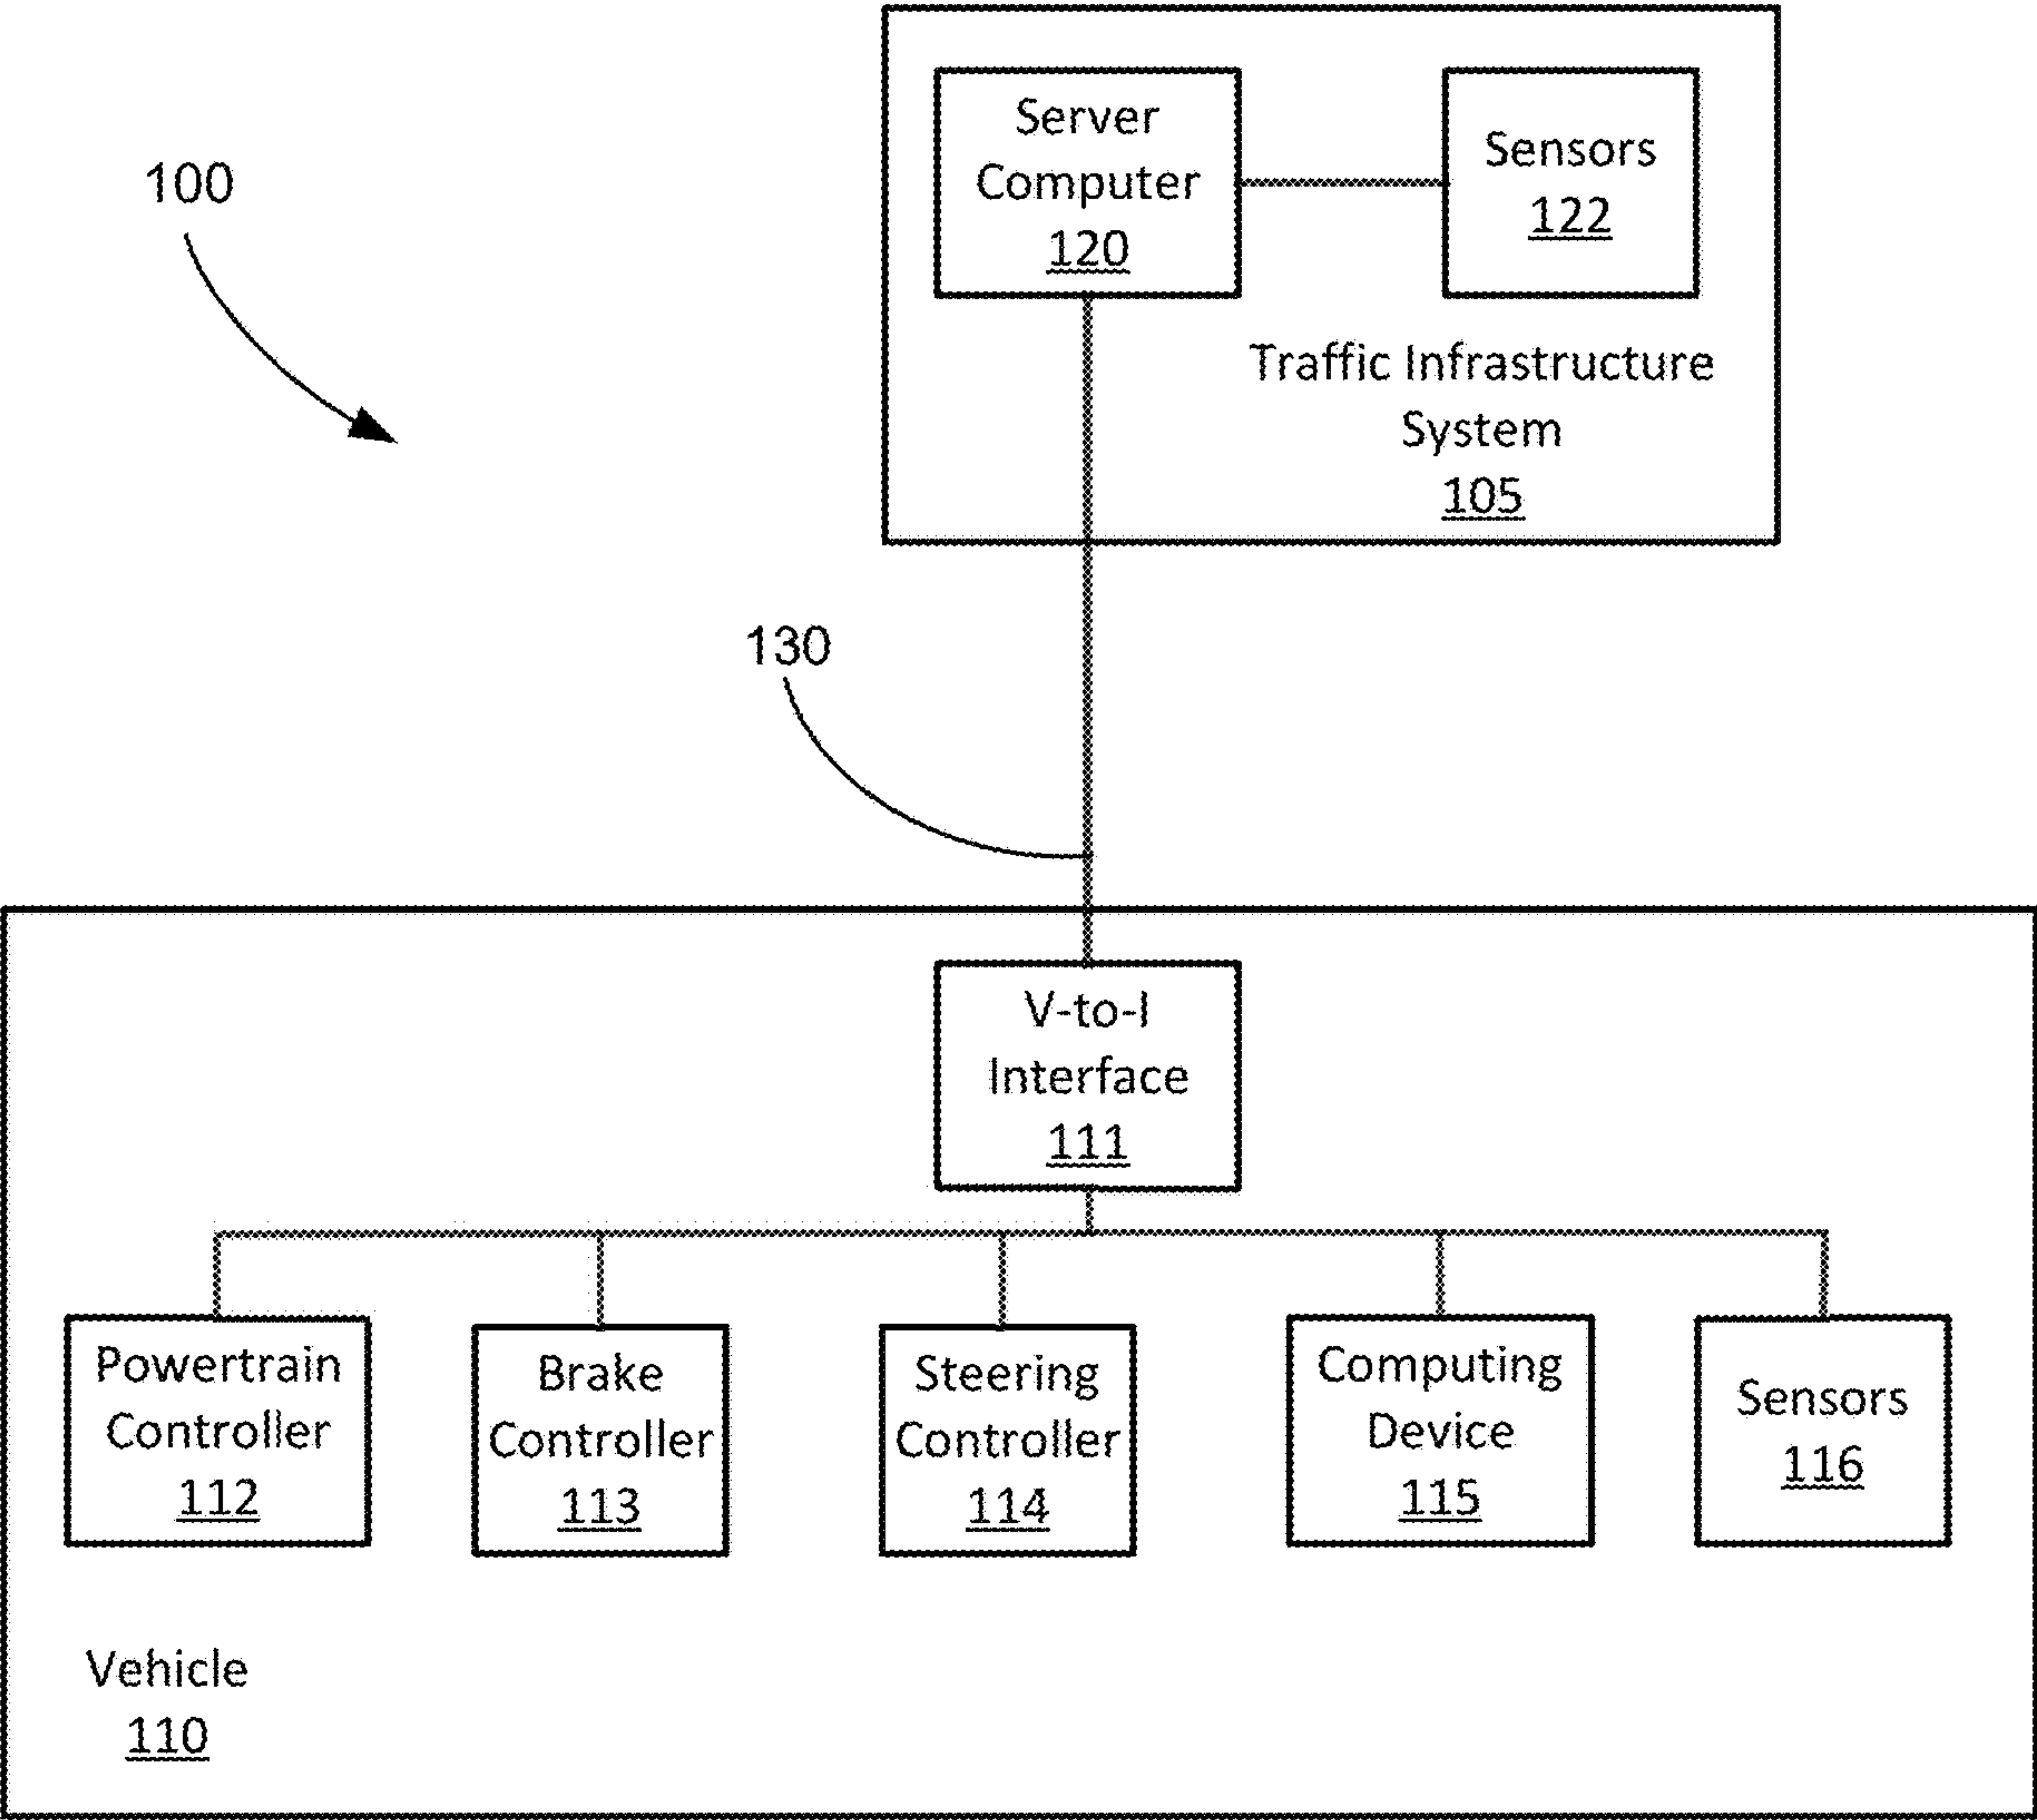 100
Server
Computer
120
Sensors
122
Traffic Infrastructure
System
105
130
V-to-I
Interface
111
Powertrain
Controller
112
Brake
Controller
113
Steering
Controller
114
Computing
Device
115
Sensors
116
Vehicle
110